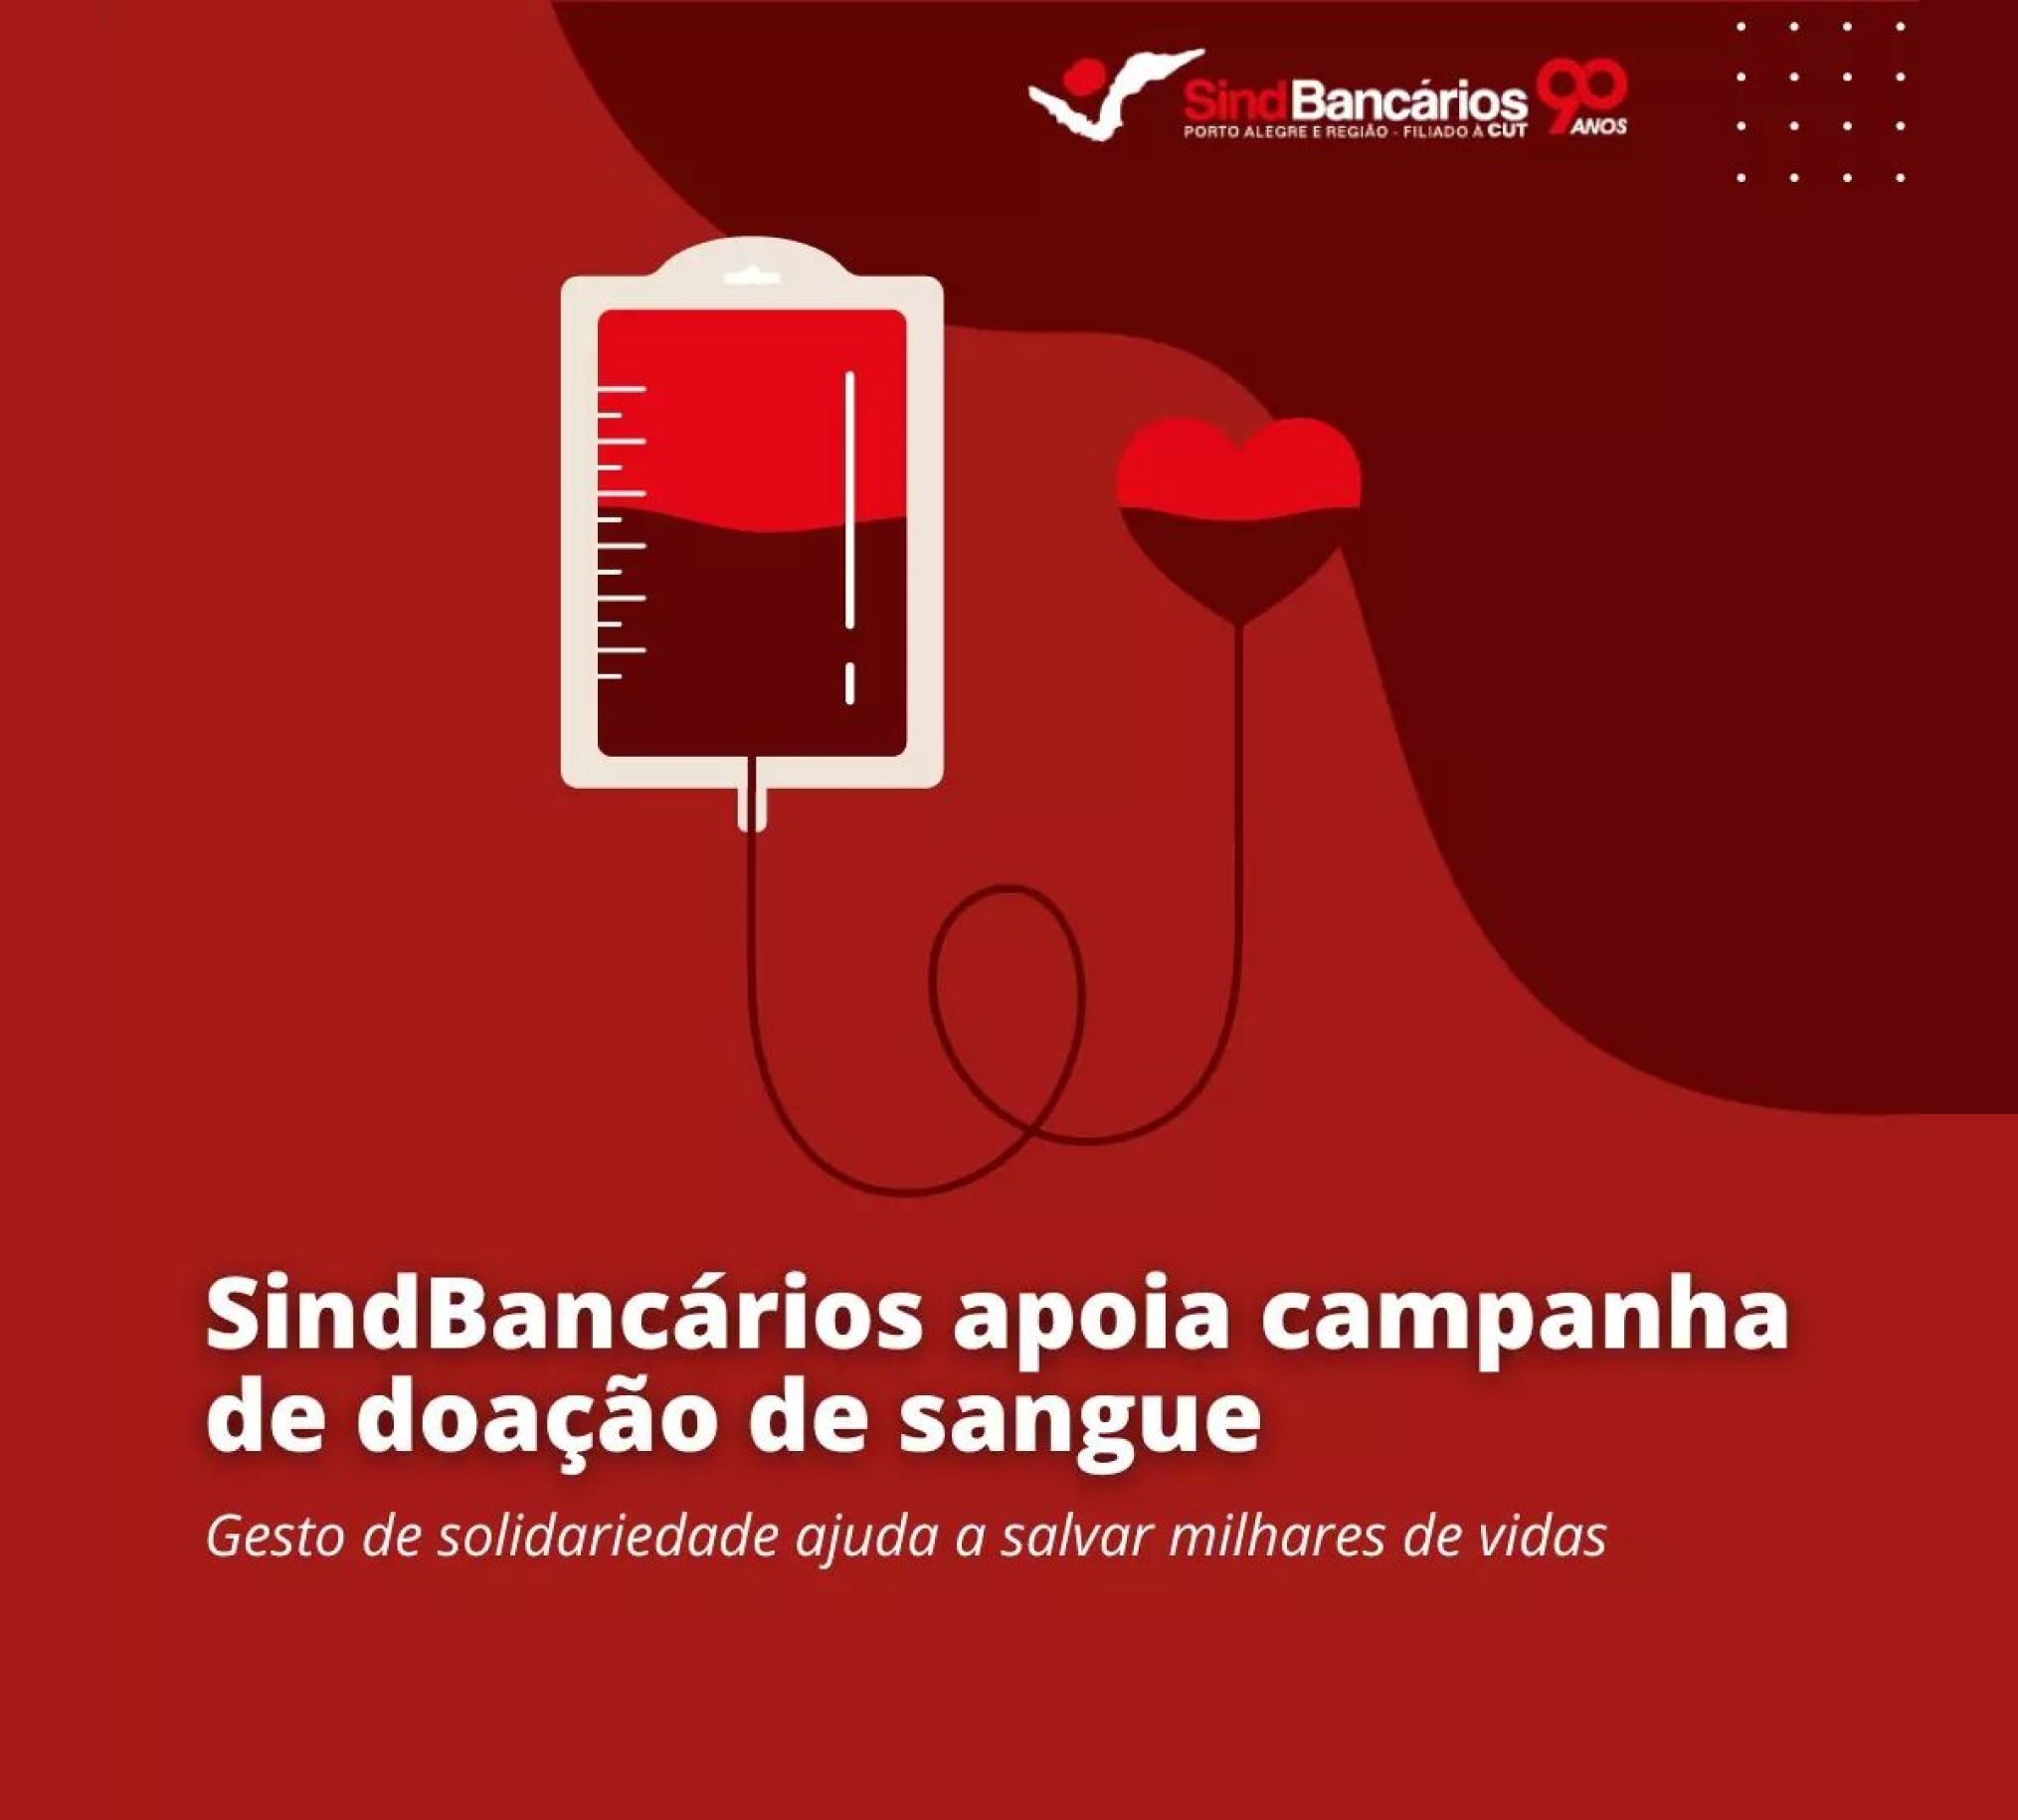 SindBancários 90
PORTO ALEGRE E REGIÃO - FILIADO À CUT ANOS
SindBancários apoia campanha
de doação de sangue
Gesto de solidariedade ajuda a salvar milhares de vidas